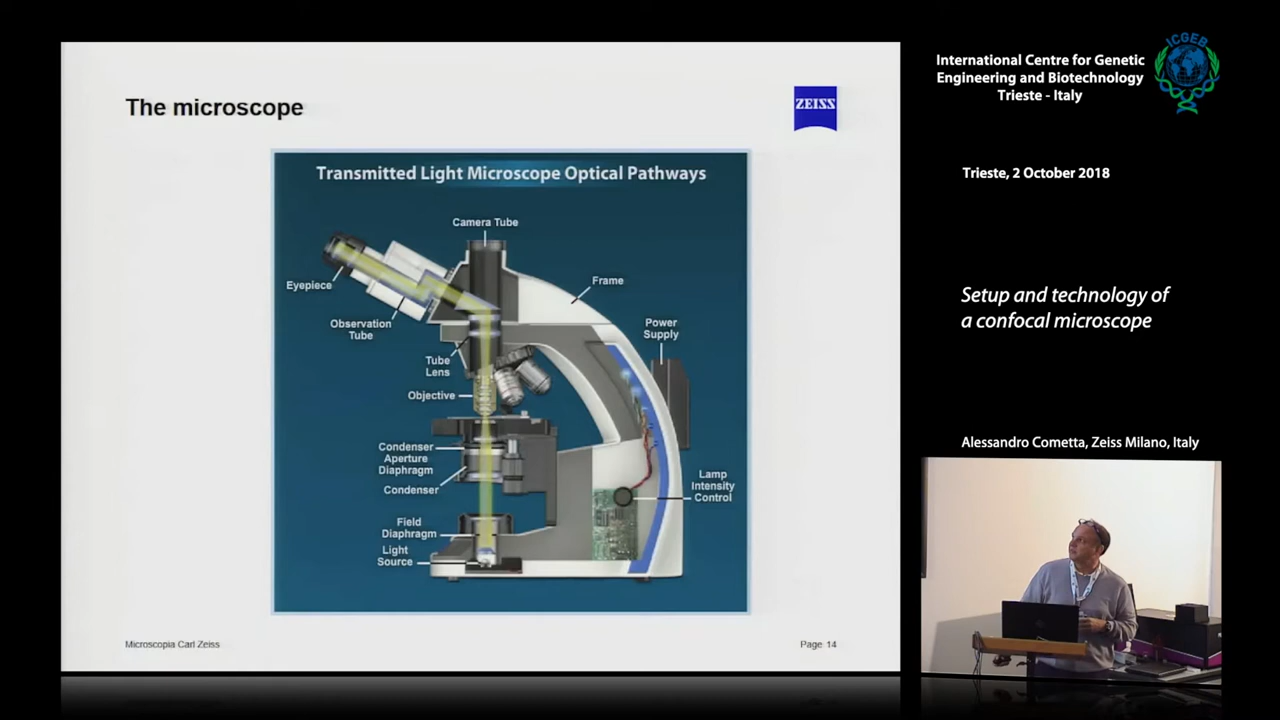 The microscope
ZEISS
Transmitted Light Microscope Optical Pathways
Camera Tube
Eyepiece
Frame
Observation
Tube
Power
Supply
Tube
Lens
Objective
Condenser
Aperture
Diaphragm
Condenser
Lamp
Intensity
Control
Field
Diaphragm
Light
Source
Microscopia Carl Zeiss
Page 14
International Centre for Genetic
Engineering and Biotechnology
Trieste - Italy
ICGEB
Trieste, 2 October 2018
Setup and technology of
a confocal microscope
Alessandro Cometta, Zeiss Milano, Italy